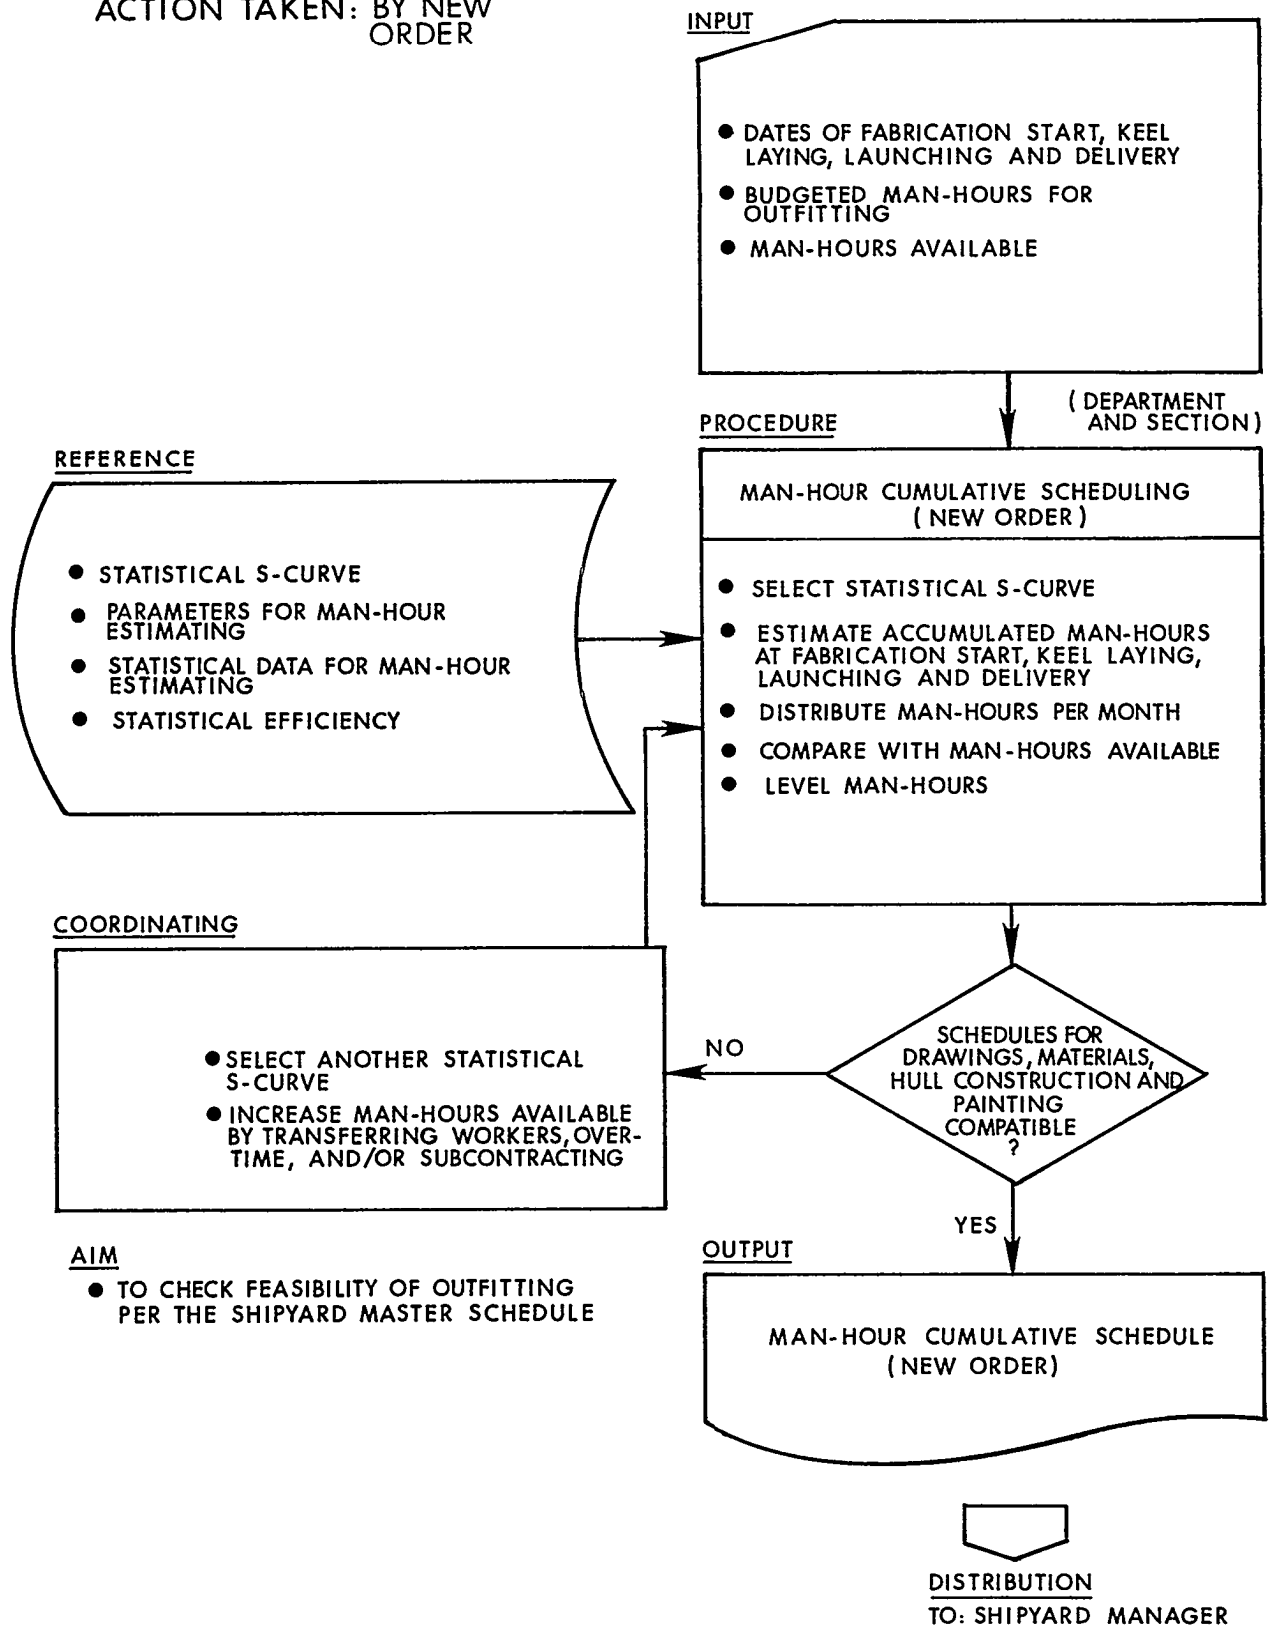 ACTION TAKEN: BY NEW
ORDER
INPUT
● DATES OF FABRICATION START, KEEL
LAYING, LAUNCHING AND DELIVERY
● BUDGETED MAN-HOURS FOR
OUTFITTING
● MAN-HOURS AVAILABLE
(DEPARTMENT
AND SECTION)
PROCEDURE
MAN-HOUR CUMULATIVE SCHEDULING
(NEW ORDER)
● SELECT STATISTICAL S-CURVE
● ESTIMATE ACCUMULATED MAN-HOURS
AT FABRICATION START, KEEL LAYING,
LAUNCHING AND DELIVERY
● DISTRIBUTE MAN-HOURS PER MONTH
● COMPARE WITH MAN-HOURS AVAILABLE
● LEVEL MAN-HOURS
REFERENCE
● STATISTICAL S-CURVE
● PARAMETERS FOR MAN-HOUR
ESTIMATING
● STATISTICAL DATA FOR MAN-HOUR
ESTIMATING
● STATISTICAL EFFICIENCY
COORDINATING
● SELECT ANOTHER STATISTICAL
S-CURVE
● INCREASE MAN-HOURS AVAILABLE
BY TRANSFERRING WORKERS, OVER-
TIME, AND/OR SUBCONTRACTING
NO
SCHEDULES FOR
DRAWINGS, MATERIALS,
HULL CONSTRUCTION AND
PAINTING
COMPATIBLE
?
YES
AIM
● TO CHECK FEASIBILITY OF OUTFITTING
PER THE SHIPYARD MASTER SCHEDULE
OUTPUT
MAN-HOUR CUMULATIVE SCHEDULE
(NEW ORDER)
DISTRIBUTION
TO: SHIPYARD MANAGER